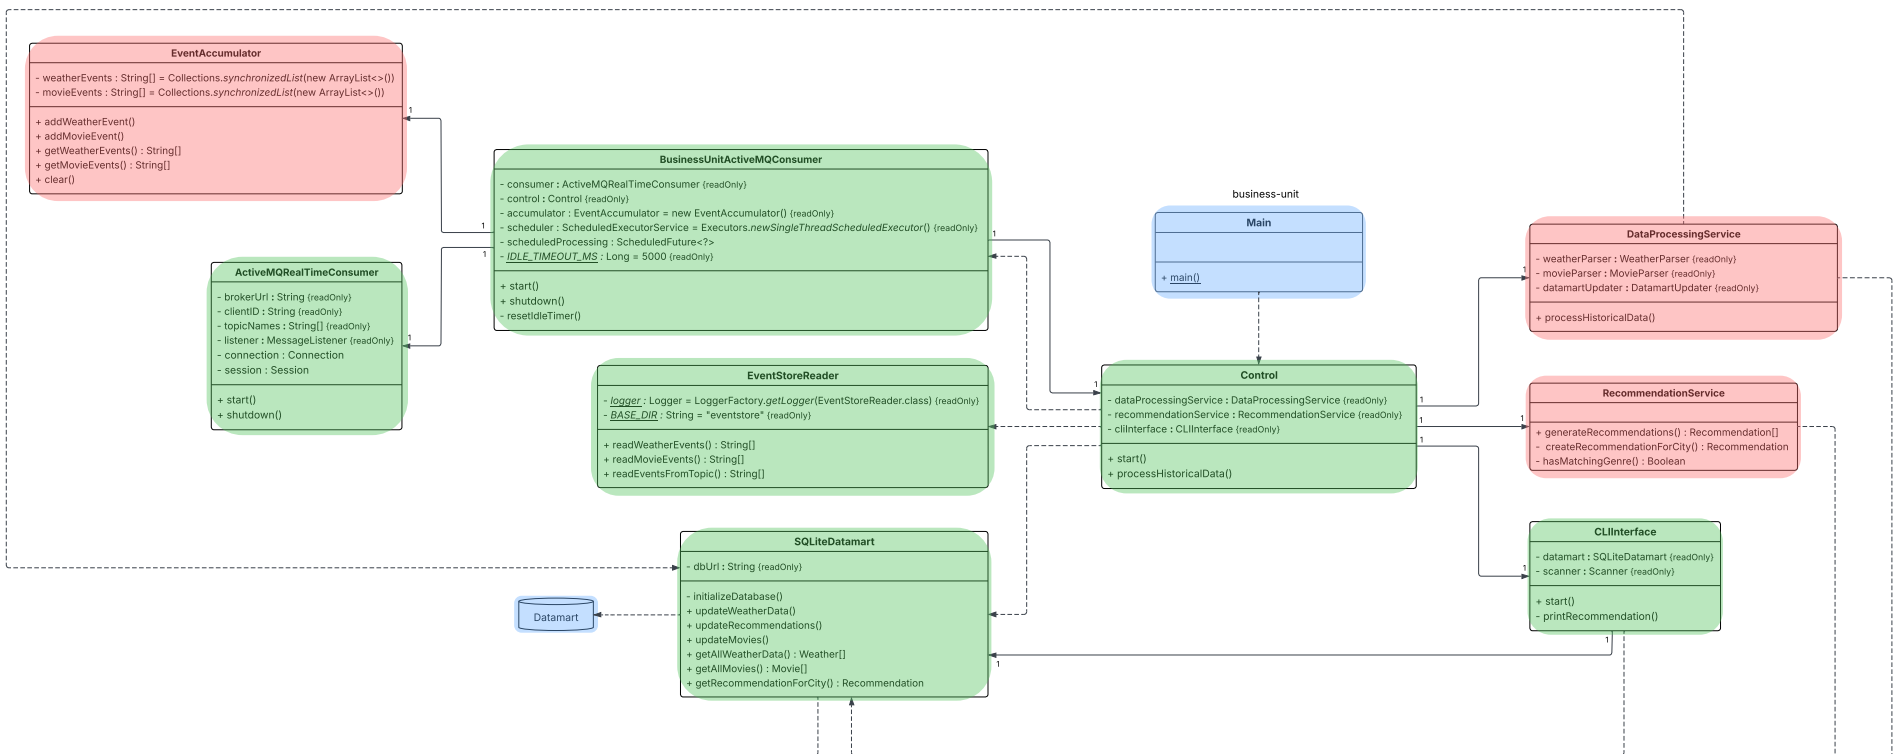 EventAccumulator
- weatherEvents : String[] = Collections.synchronizedList(new ArrayList<>())
- movieEvents : String[] = Collections.synchronizedList(new ArrayList<>())
+ addWeatherEvent()
+ addMovieEvent()
+ getWeatherEvents() : String[]
+ getMovieEvents() : String[]
+ clear()
1
1
1
1
ActiveMQRealTimeConsumer
- brokerUrl : String {readOnly}
- clientID : String {readOnly}
- topicNames : String[] {readOnly}
- listener : MessageListener {readOnly}
- connection : Connection
- session : Session
+ start()
+ shutdown()
BusinessUnitActiveMQConsumer
- consumer : ActiveMQRealTimeConsumer {readOnly}
- control : Control {readOnly}
- accumulator : EventAccumulator = new EventAccumulator() {readOnly}
- scheduler : ScheduledExecutorService = Executors.newSingleThreadScheduledExecutor() {readOnly}
- scheduledProcessing : ScheduledFuture<?>
- IDLE_TIMEOUT_MS : Long = 5000 {readOnly}
+ start()
+ shutdown()
- resetIdleTimer()
1
1
EventStoreReader
- logger : Logger = LoggerFactory.getLogger(EventStoreReader.class) {readOnly}
- BASE_DIR : String = "eventstore" {readOnly}
+ readWeatherEvents() : String[]
+ readMovieEvents() : String[]
+ readEventsFromTopic() : String[]
business-unit
Main
+ main()
Control
- dataProcessingService : DataProcessingService {readOnly}
- recommendationService : RecommendationService {readOnly}
- cliInterface : CLIInterface {readOnly}
+ start()
+ processHistoricalData()
1
1
1
1
1
1
DataProcessingService
- weatherParser : WeatherParser {readOnly}
- movieParser : MovieParser {readOnly}
- datamartUpdater : DatamartUpdater {readOnly}
+ processHistoricalData()
RecommendationService
+ generateRecommendations() : Recommendation[]
- createRecommendationForCity() : Recommendation
- hasMatchingGenre() : Boolean
CLIInterface
- datamart : SQLiteDatamart {readOnly}
- scanner : Scanner {readOnly}
+ start()
- printRecommendation()
1
1
SQLiteDatamart
- dbUrl : String {readOnly}
- initializeDatabase()
+ updateWeatherData()
+ updateRecommendations()
+ updateMovies()
+ getAllWeatherData() : Weather[]
+ getAllMovies() : Movie[]
+ getRecommendationForCity() : Recommendation
Datamart